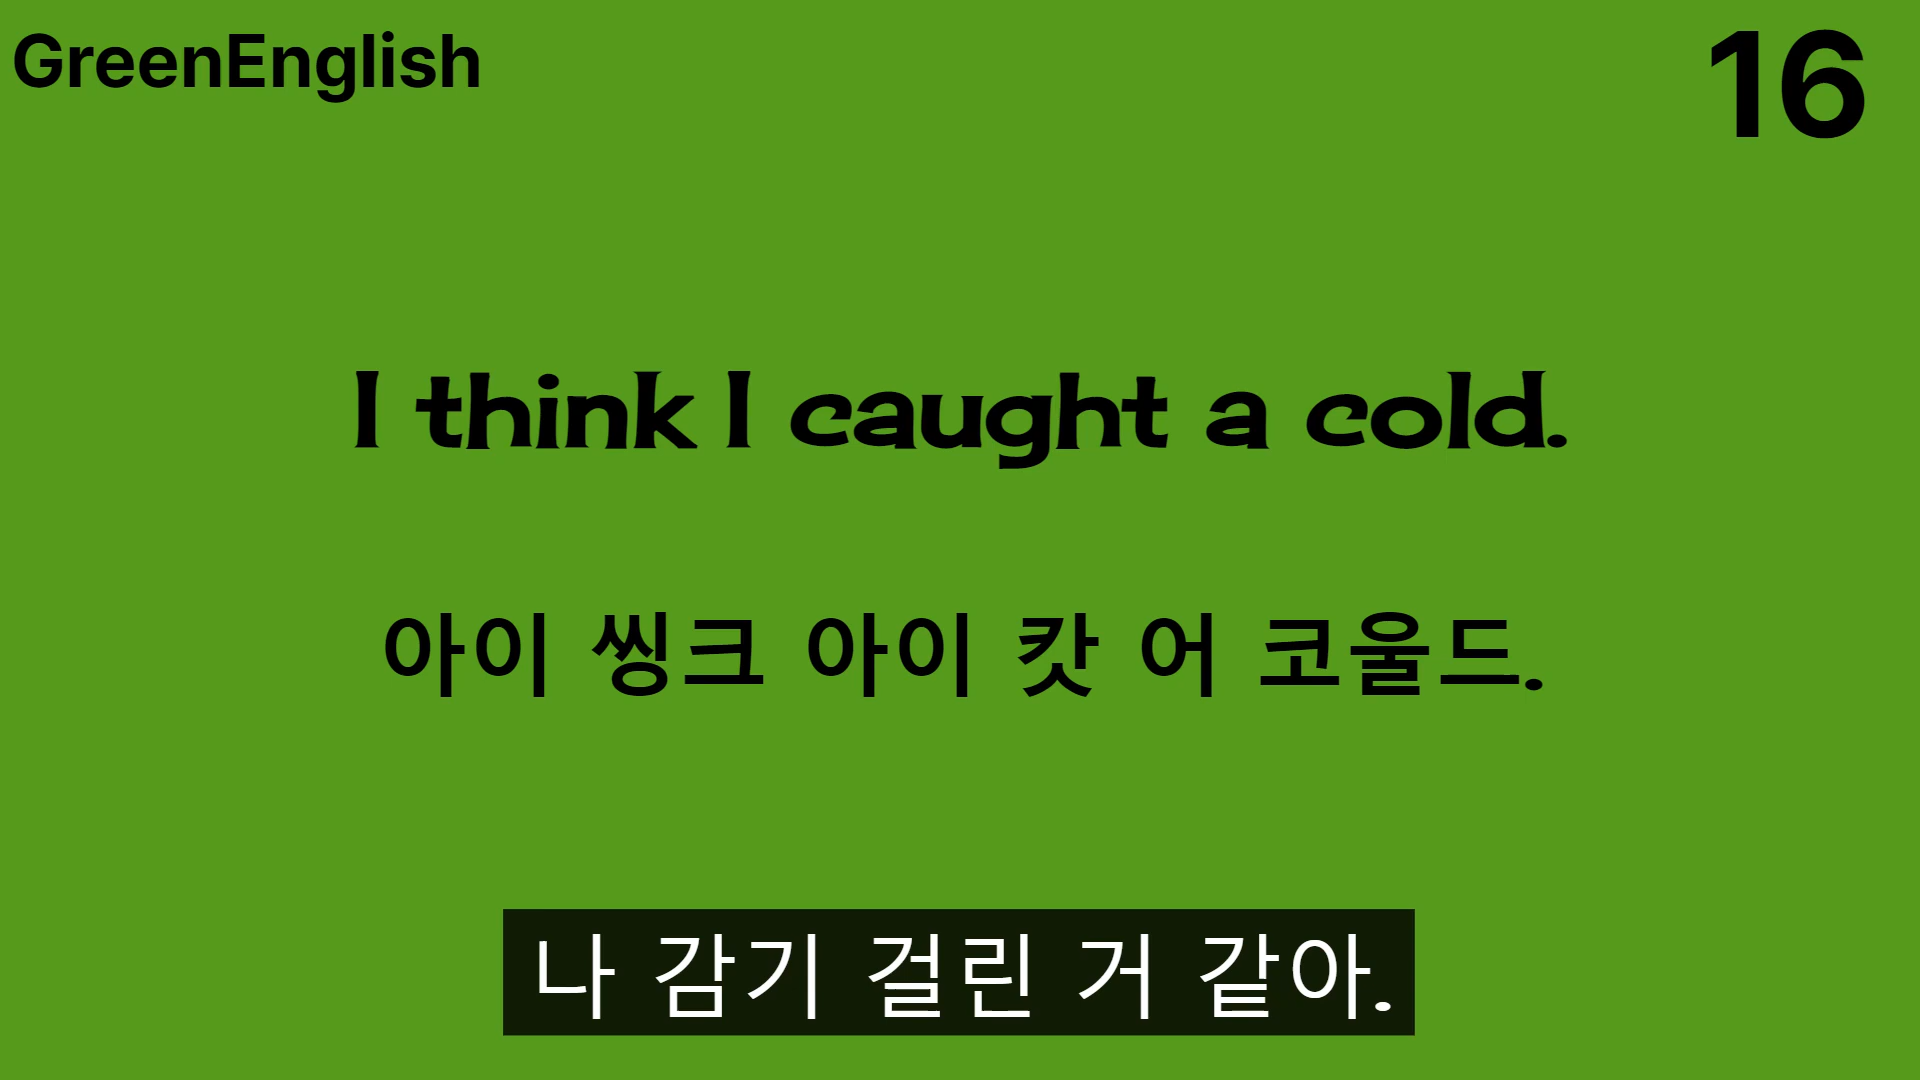 GreenEnglish
16
I think I caught a cold.
아이 씽크 아이 캇 어 코울드.
나 감기 걸린 거 같아.